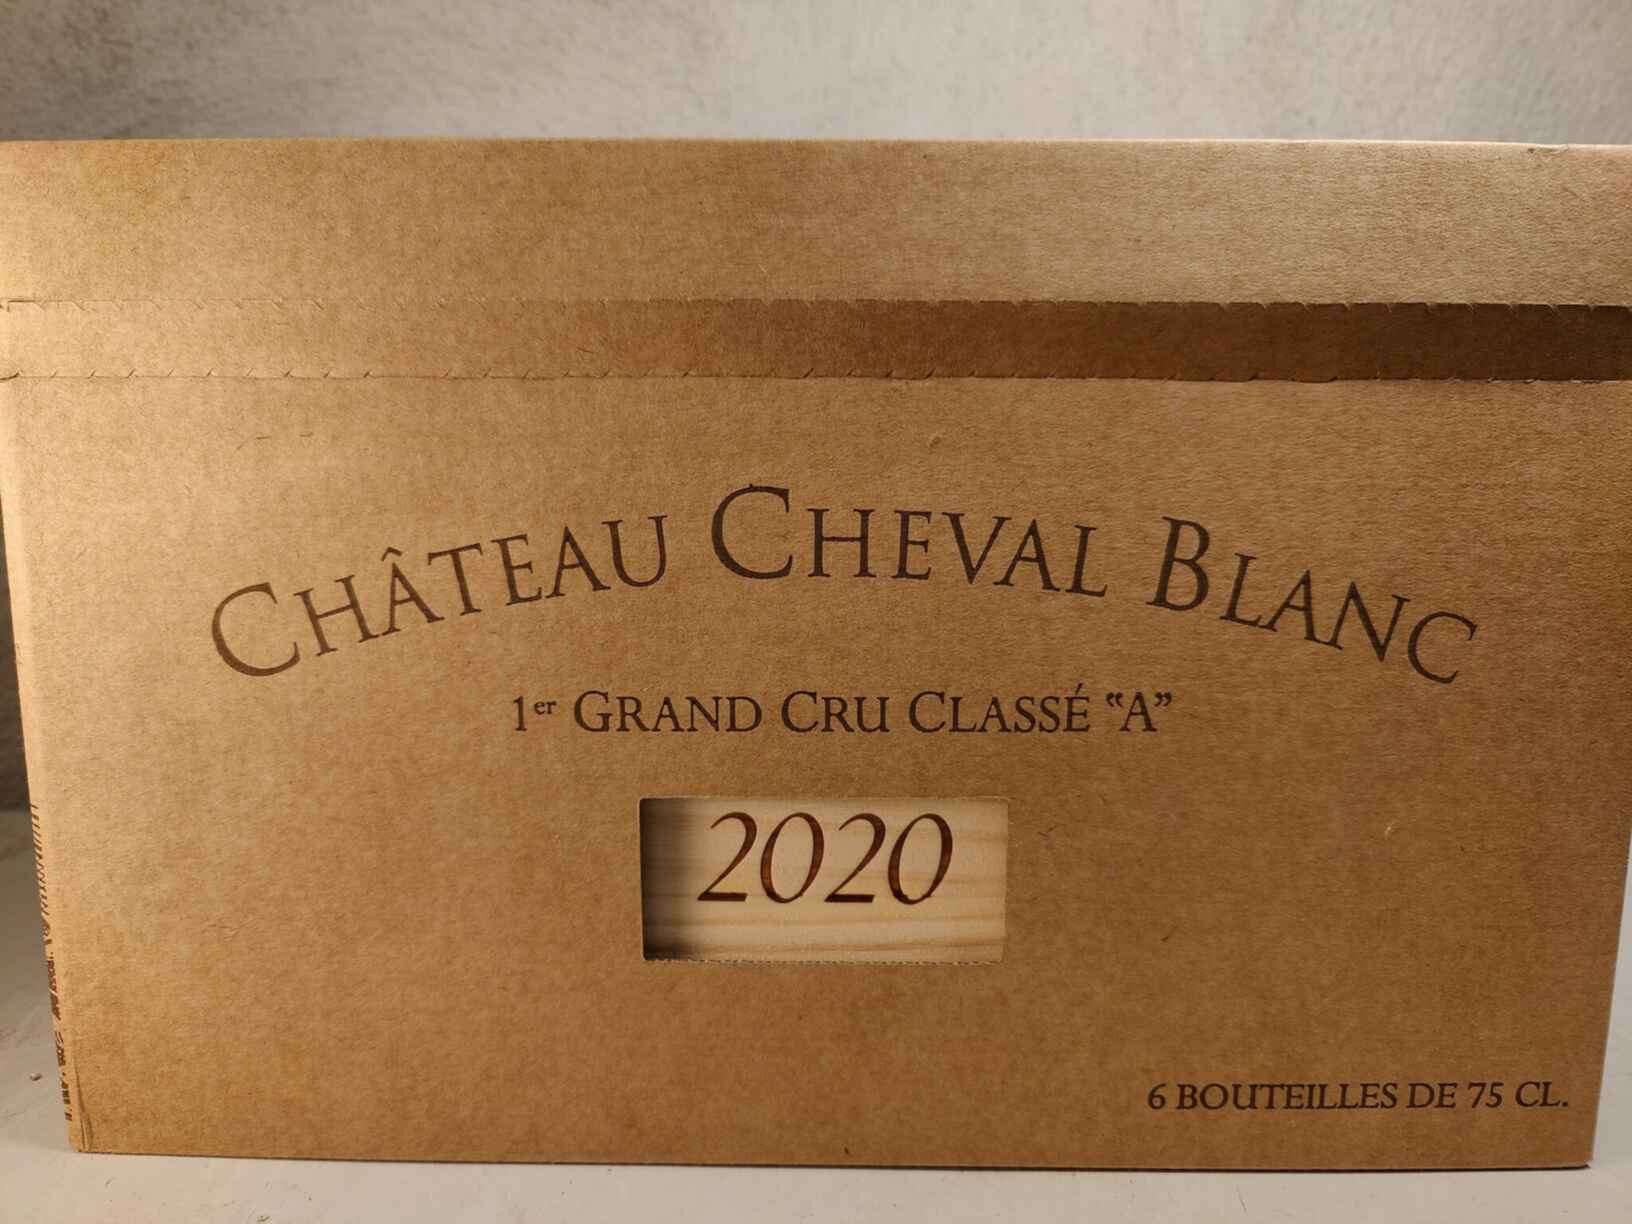 CHÂTEAU CHEVAL BLANC
1er GRAND CRU CLASSÉ “A”
2020
6 BOUTEILLES DE 75 CL.